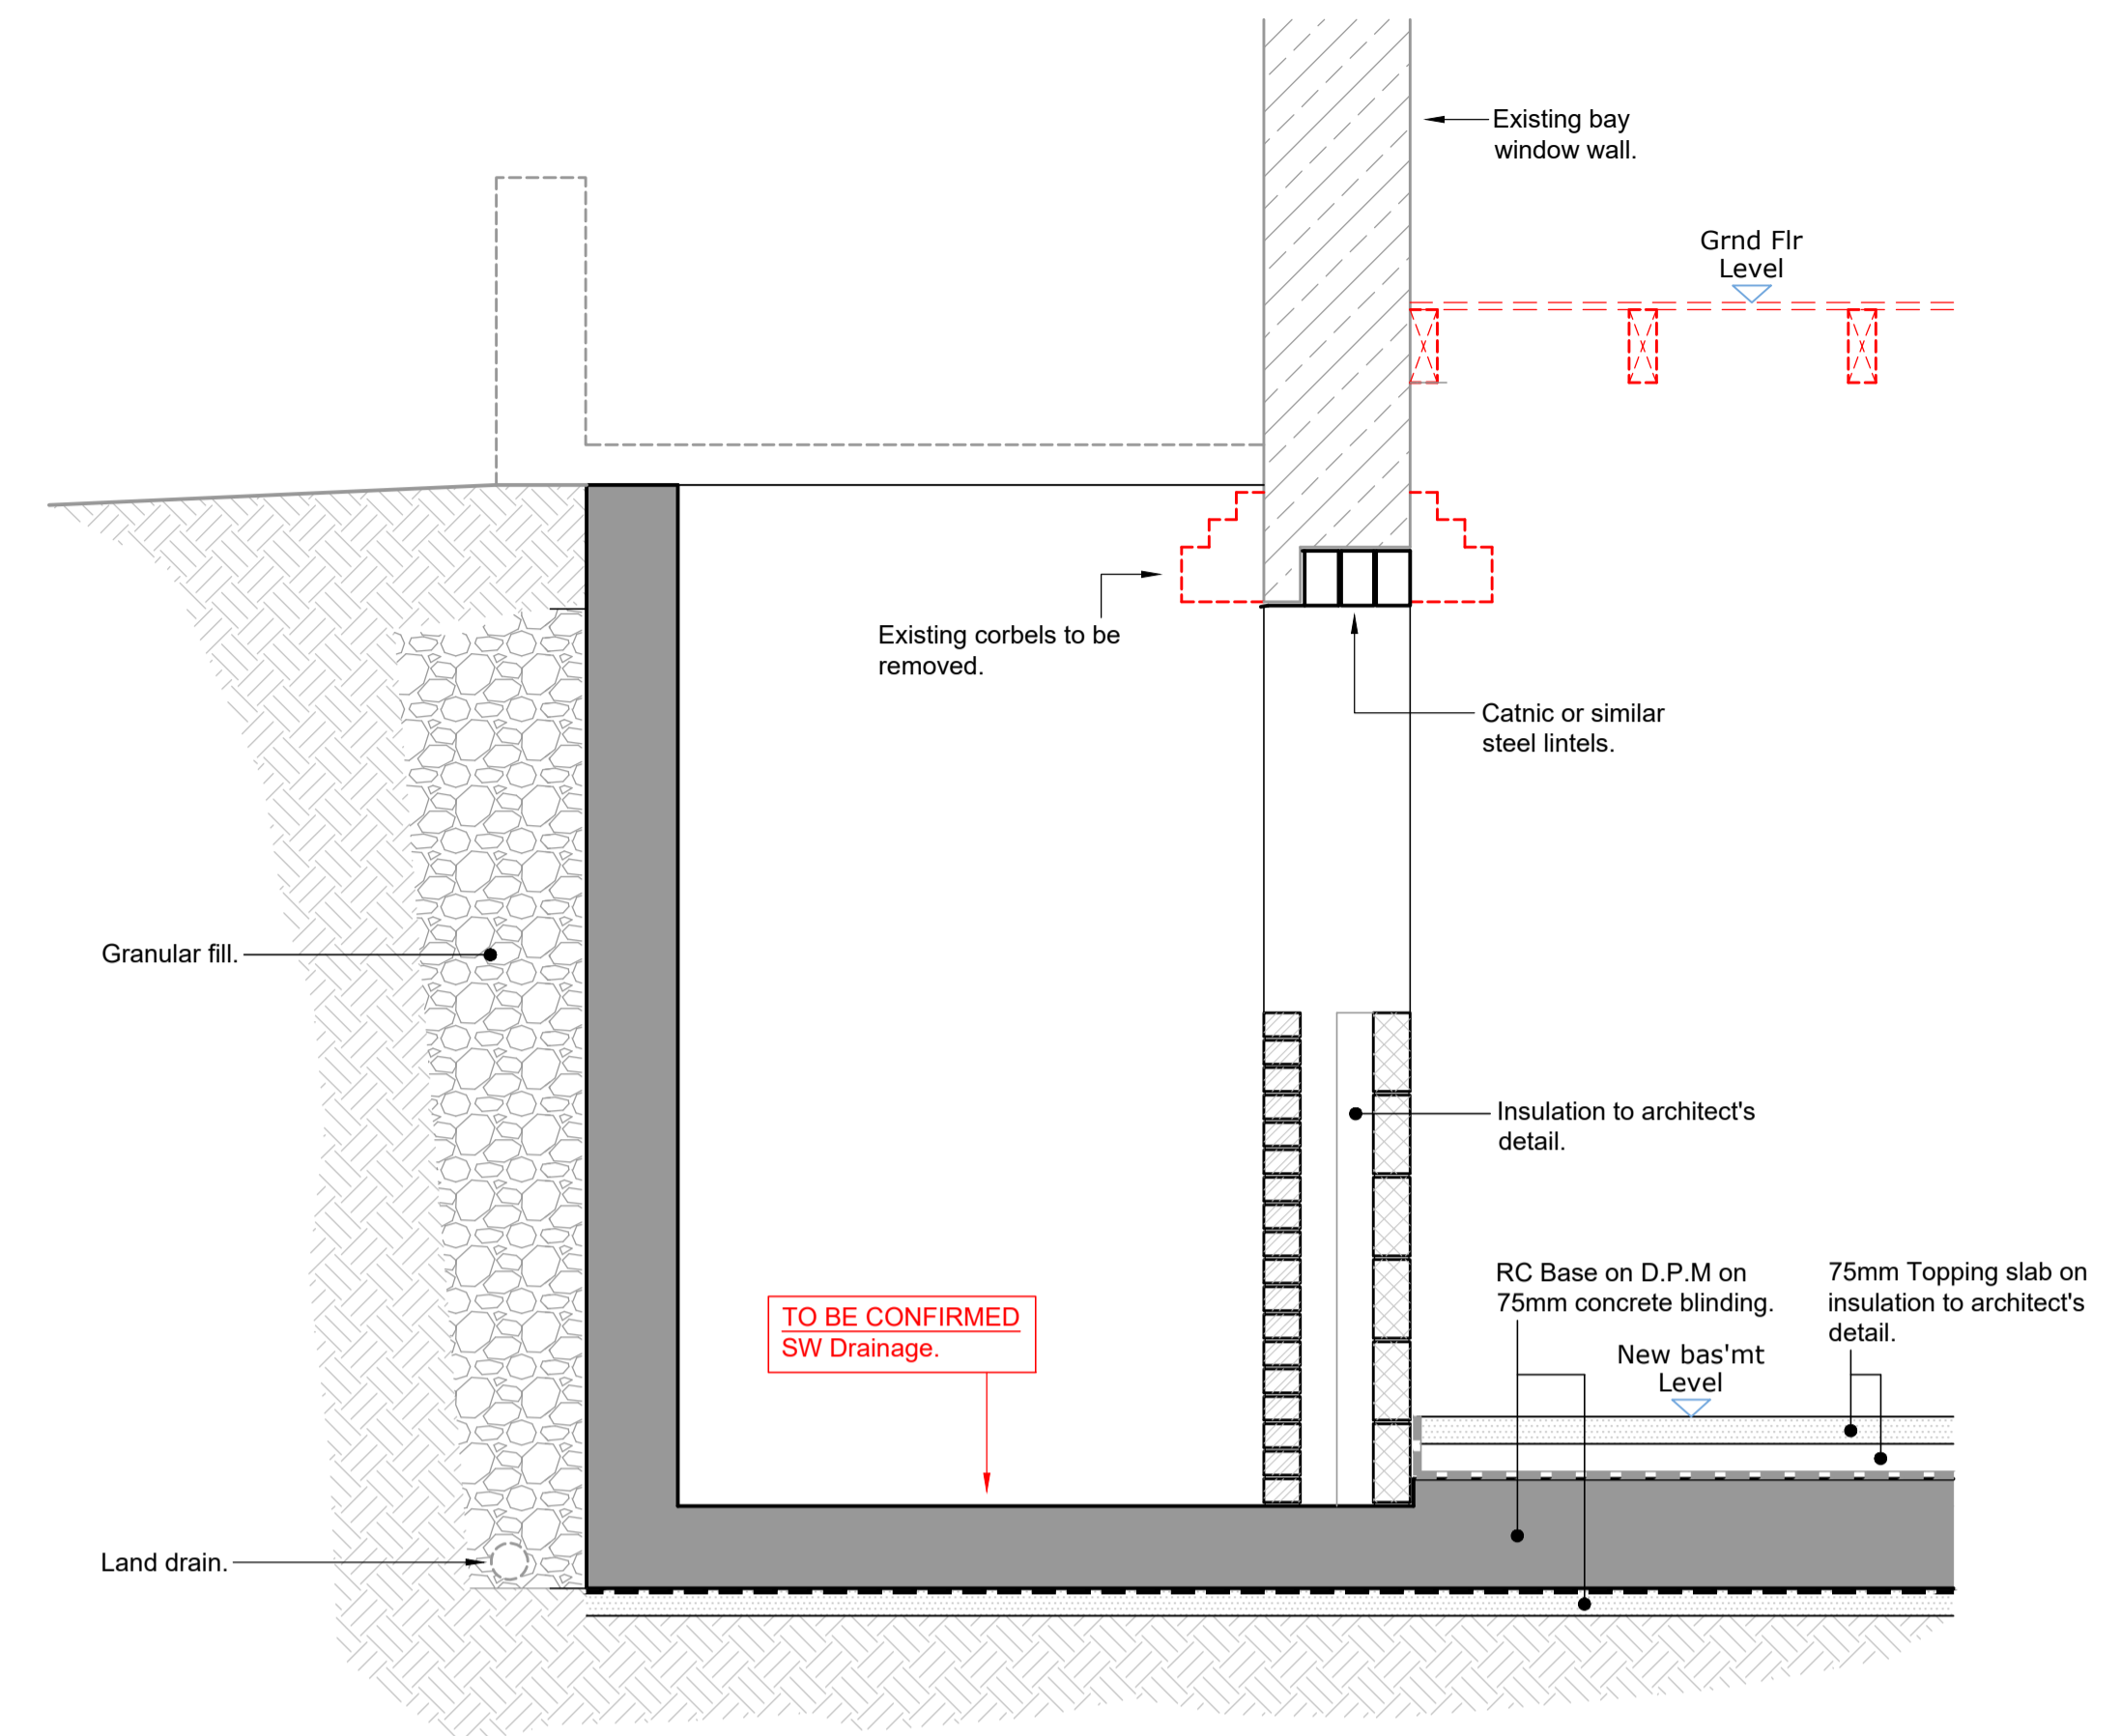 Existing bay
window wall.
Grnd Flr
Level
Existing corbels to be
removed.
Catnic or similar
steel lintels.
Granular fill.
Insulation to architect's
detail.
RC Base on D.P.M on
75mm concrete blinding.
75mm Topping slab on
insulation to architect's
detail.
TO BE CONFIRMED
SW Drainage.
New bas'mt
Level
Land drain.